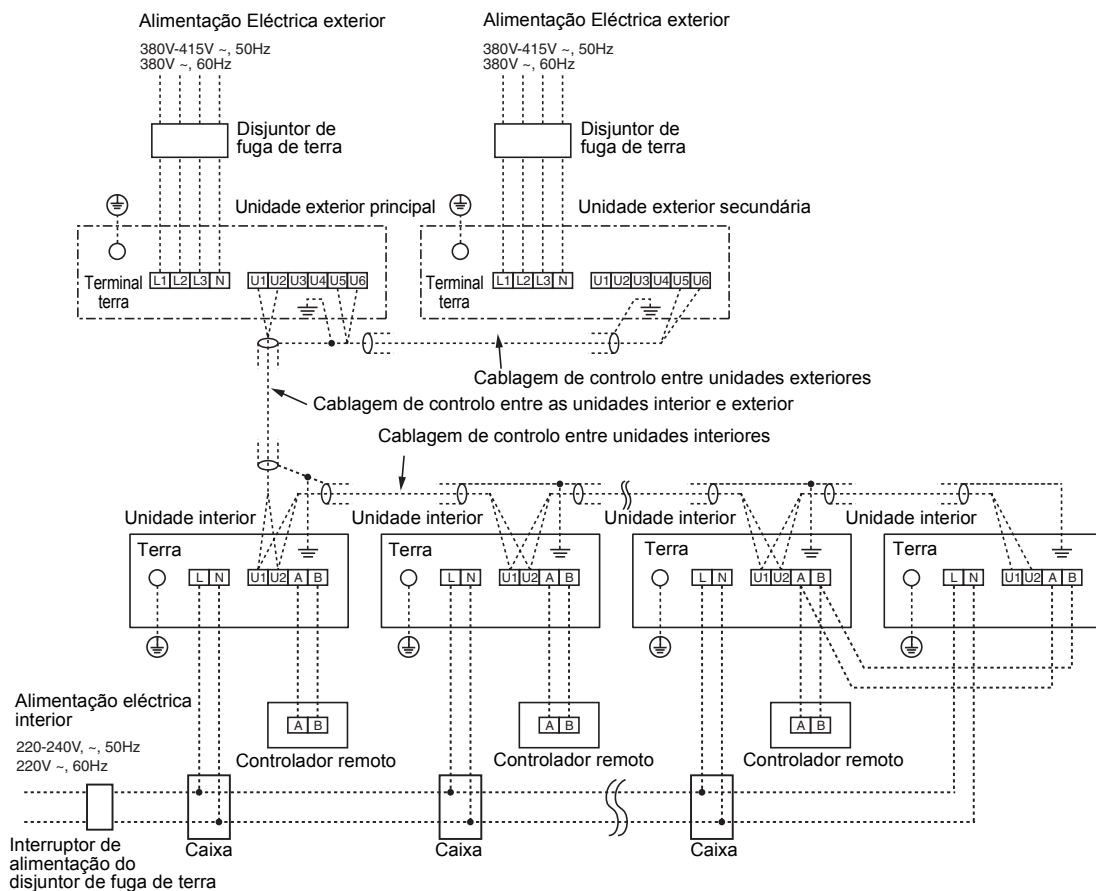 Alimentação Eléctrica exterior
380V-415V ~, 50Hz
380V ~, 60Hz
Alimentação Eléctrica exterior
380V-415V ~, 50Hz
380V ~, 60Hz
Disjuntor de
fuga de terra
Disjuntor de
fuga de terra
Unidade exterior principal
Unidade exterior secundária
Terminal
terra
L1 L2 L3 N
U1 U2 U3 U4 U5 U6
Terminal
terra
L1 L2 L3 N
U1 U2 U3 U4 U5 U6
Cablagem de controlo entre unidades exteriores
Cablagem de controlo entre as unidades interior e exterior
Cablagem de controlo entre unidades interiores
Unidade interior
Unidade interior
Unidade interior
Unidade interior
Terra
L N
U1 U2 A B
Terra
L N
U1 U2 A B
Terra
L N
U1 U2 A B
Terra
L N
U1 U2 A B
Alimentação eléctrica
interior
220-240V, ~, 50Hz
220V ~, 60Hz
A B
Controlador remoto
A B
Controlador remoto
A B
Controlador remoto
Interruptor de
alimentação do
disjuntor de fuga de terra
Caixa
Caixa
Caixa